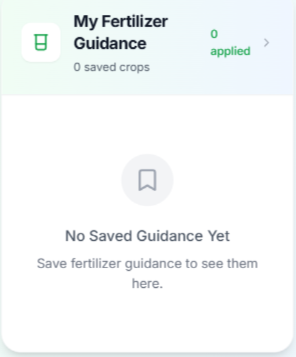 My Fertilizer
Guidance
0 saved crops
0
applied
No Saved Guidance Yet
Save fertilizer guidance to see them
here.